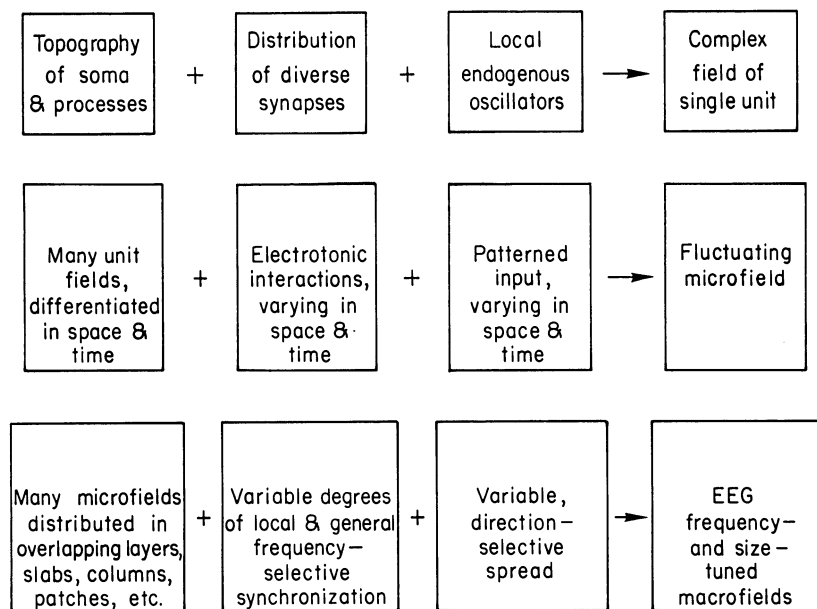 Topography
of soma
& processes
+
Distribution
of diverse
synapses
+
Local
endogenous
oscillators
Complex
field of
single unit
Many unit
fields,
differentiated
in space &
time
+
Electrotonic
interactions,
varying in
space &
time
+
Patterned
input,
varying in
space &
time
Fluctuating
microfield
Many microfields
distributed in
overlapping layers,
slabs, columns,
patches, etc.
+
Variable degrees
of local & general
frequency–
selective
synchronization
+
Variable,
direction–
selective
spread
EEG
frequency–
and size–
tuned
macrofields